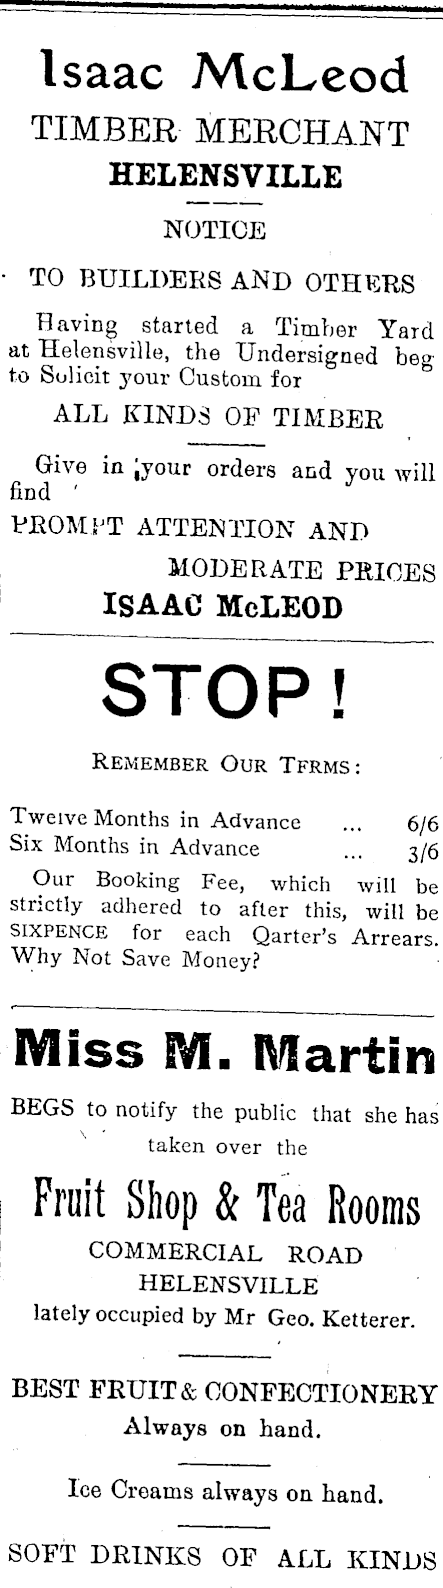 Isaac McLeod
TIMBER MERCHANT
HELENSVILLE
NOTICE
TO BUILDERS AND OTHERS
Having started a Timber Yard
at Helensville, the Undersigned beg
to Solicit your Custom for
ALL KINDS OF TIMBER
Give in your orders and you will
find
PROMPT ATTENTION AND
MODERATE PRICES
ISAAC McLEOD
STOP!
REMEMBER OUR TERMS:
Twelve Months in Advance ... 6/6
Six Months in Advance ... 3/6
Our Booking Fee, which will be
strictly adhered to after this, will be
SIXPENCE for each Qarter's Arrears.
Why Not Save Money?
Miss M. Martin
BEGS to notify the public that she has
taken over the
Fruit Shop & Tea Rooms
COMMERCIAL ROAD
HELENSVILLE
lately occupied by Mr Geo. Ketterer.
BEST FRUIT & CONFECTIONERY
Always on hand.
Ice Creams always on hand.
SOFT DRINKS OF ALL KINDS